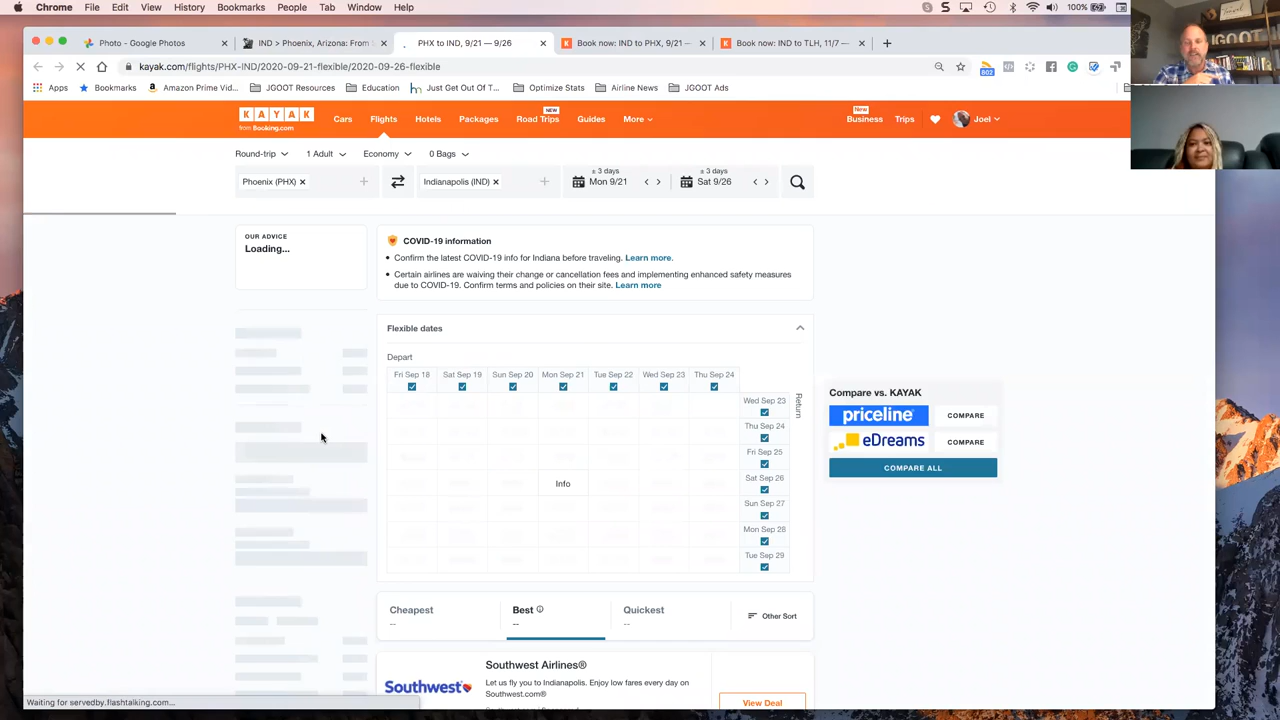 Chrome File Edit View History Bookmarks People Tab Window Help 100%
Photo - Google Photos
IND > Phoenix, Arizona: From
PHX to IND, 9/21 — 9/26
Book now: IND to PHX, 9/21 –
Book now: IND to TLH, 11/7 –
kayak.com/flights/PHX-IND/2020-09-21-flexible/2020-09-26-flexible
802
Apps Bookmarks Amazon Prime Vid... JGOOT Resources Education Just Get Out Of T... Optimize Stats Airline News JGOOT Ads
KAYAK
from Booking.com
Cars Flights Hotels Packages Road Trips NEW Guides More
New Business Trips Joel
Round-trip 1 Adult Economy 0 Bags
Phoenix (PHX) Indianapolis (IND)
± 3 days
Mon 9/21
± 3 days
Sat 9/26
OUR ADVICE
Loading...
COVID-19 information
• Confirm the latest COVID-19 info for Indiana before traveling. Learn more.
• Certain airlines are waiving their change or cancellation fees and implementing enhanced safety measures
due to COVID-19. Confirm terms and policies on their site. Learn more
Flexible dates
Depart
Fri Sep 18 Sat Sep 19 Sun Sep 20 Mon Sep 21 Tue Sep 22 Wed Sep 23 Thu Sep 24
Return
Wed Sep 23
Thu Sep 24
Fri Sep 25
Sat Sep 26
Info
Sun Sep 27
Mon Sep 28
Tue Sep 29
Compare vs. KAYAK
priceline COMPARE
eDreams COMPARE
COMPARE ALL
Cheapest
--
Best
--
Quickest
--
Other Sort
Southwest Airlines®
Southwest
Let us fly you to Indianapolis. Enjoy low fares every day on
Southwest.com®
View Deal
Waiting for servedby.flashtalking.com...